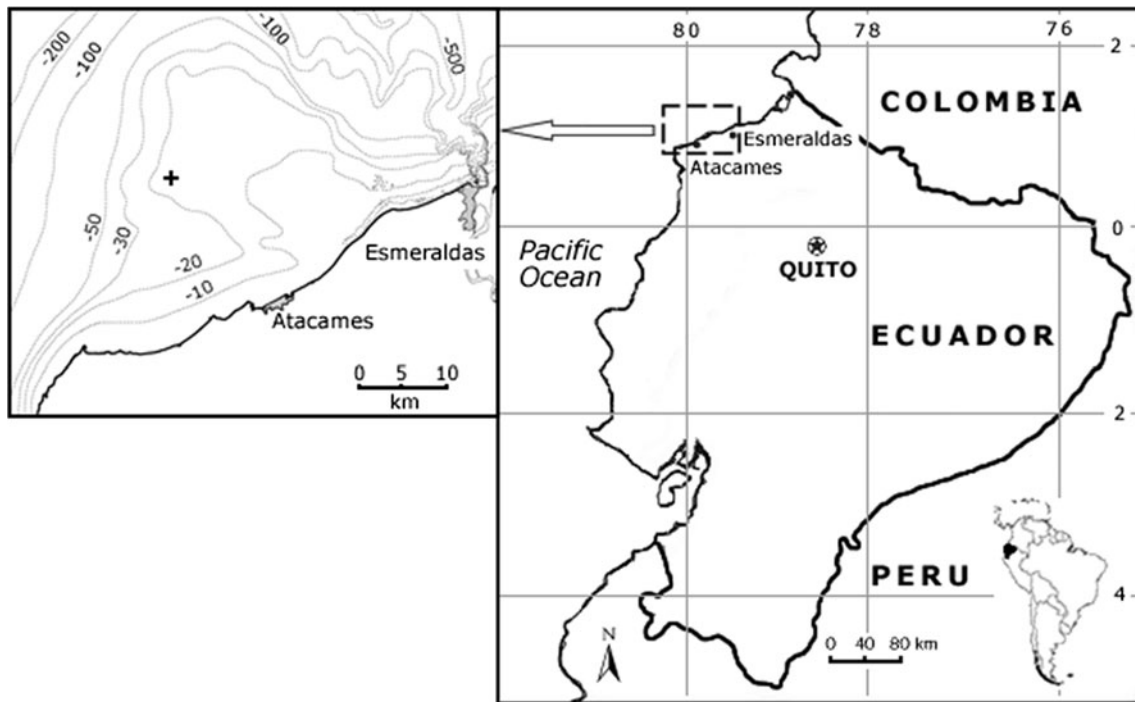 -200
-100
-100
-500
-50
-30
-20
-10
Esmeraldas
Atacames
0 5 10
km
80 78 76
2
COLOMBIA
Esmeraldas
Atacames
0
Pacific
Ocean
QUITO
ECUADOR
2
PERU
4
N
0 40 80 km